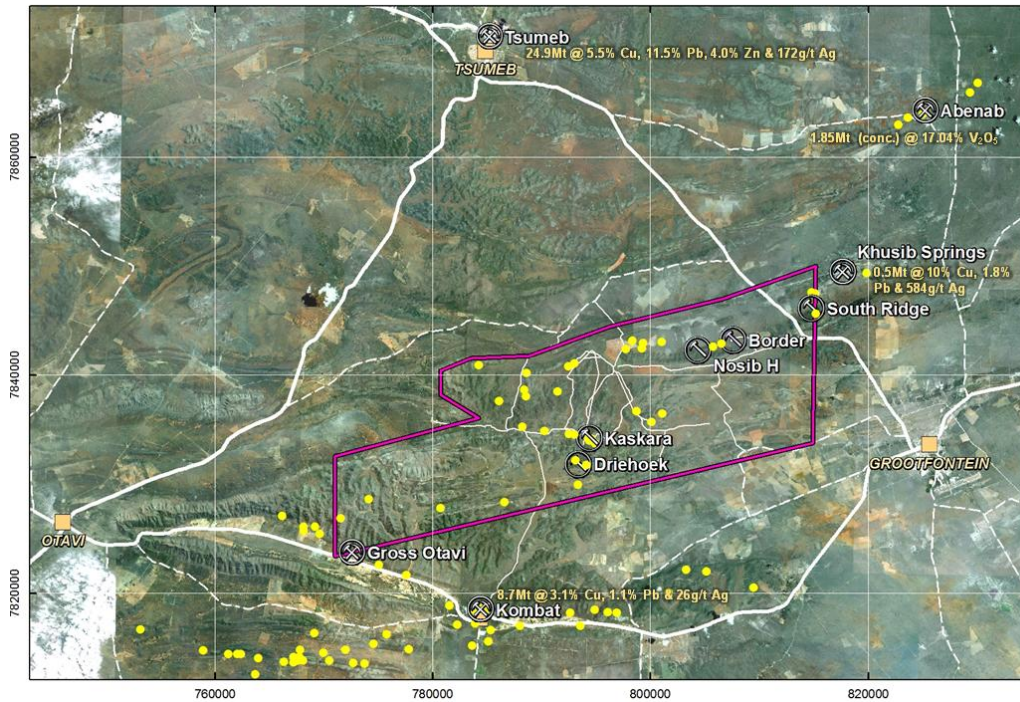 Tsumeb
24.9Mt @ 5.5% Cu, 11.5% Pb, 4.0% Zn & 172g/t Ag
TSUMEB
Abenab
1.85Mt (conc.) @ 17.04% V2O5
7860000
Khusib Springs
0.5Mt @ 10% Cu, 1.8%
Pb & 584g/t Ag
South Ridge
Border
Nosib H
7840000
Kaskara
Driehoek
GROOTFONTEIN
OTAVI
Gross Otavi
8.7Mt @ 3.1% Cu, 1.1% Pb & 26g/t Ag
Kombat
7820000
760000 780000 800000 820000